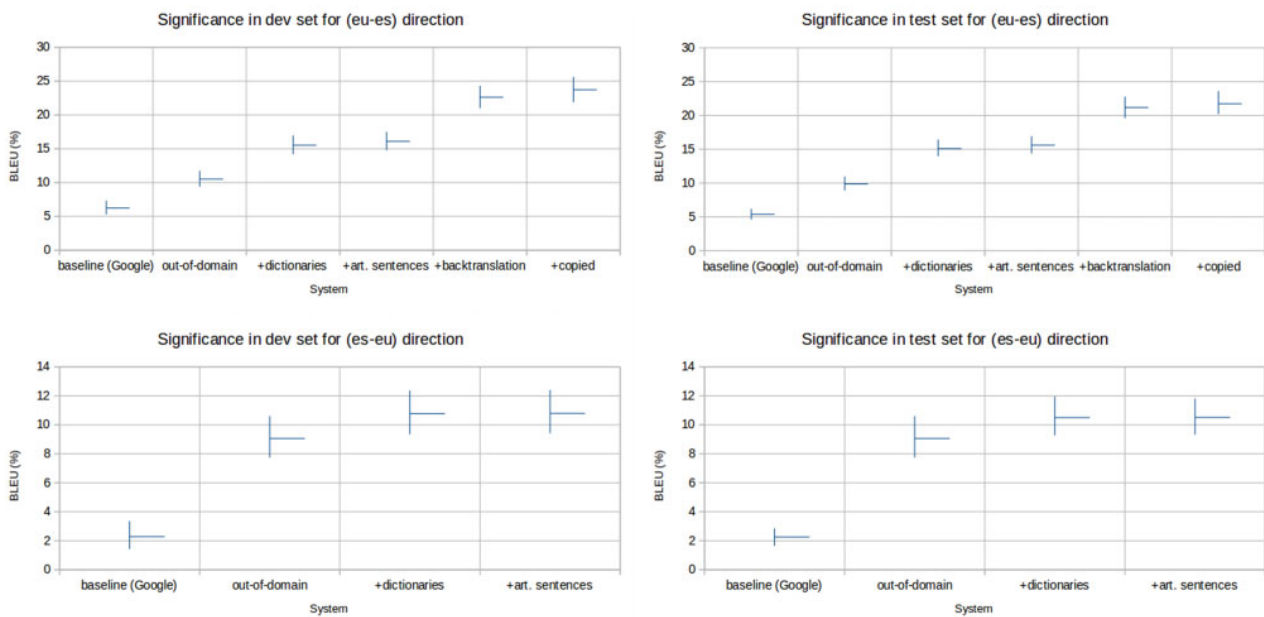 Significance in dev set for (eu-es) direction
30
25
20
15
10
5
0
BLEU (%)
baseline (Google) out-of-domain +dictionaries +art. sentences +backtranslation +copied
System
Significance in test set for (eu-es) direction
30
25
20
15
10
5
0
BLEU (%)
baseline (Google) out-of-domain +dictionaries +art. sentences +backtranslation +copied
System
Significance in dev set for (es-eu) direction
14
12
10
8
6
4
2
0
BLEU (%)
baseline (Google) out-of-domain +dictionaries +art. sentences
System
Significance in test set for (es-eu) direction
14
12
10
8
6
4
2
0
BLEU (%)
baseline (Google) out-of-domain +dictionaries +art. sentences
System